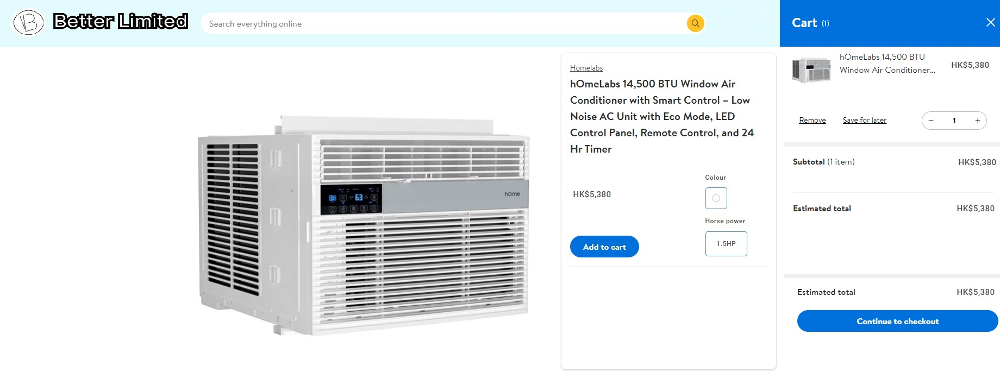 B
Better Limited
Search everything online
Cart (1)
Homelabs
hOmeLabs 14,500 BTU Window Air
Conditioner with Smart Control – Low
Noise AC Unit with Eco Mode, LED
Control Panel, Remote Control, and 24
Hr Timer
HK$5,380
Colour
Horse power
1.5HP
Add to cart
63
hOme
hOmeLabs 14,500 BTU
Window Air Conditioner...
HK$5,380
Remove
Save for later
− 1 +
Subtotal (1 item)
HK$5,380
Estimated total
HK$5,380
Estimated total
HK$5,380
Continue to checkout